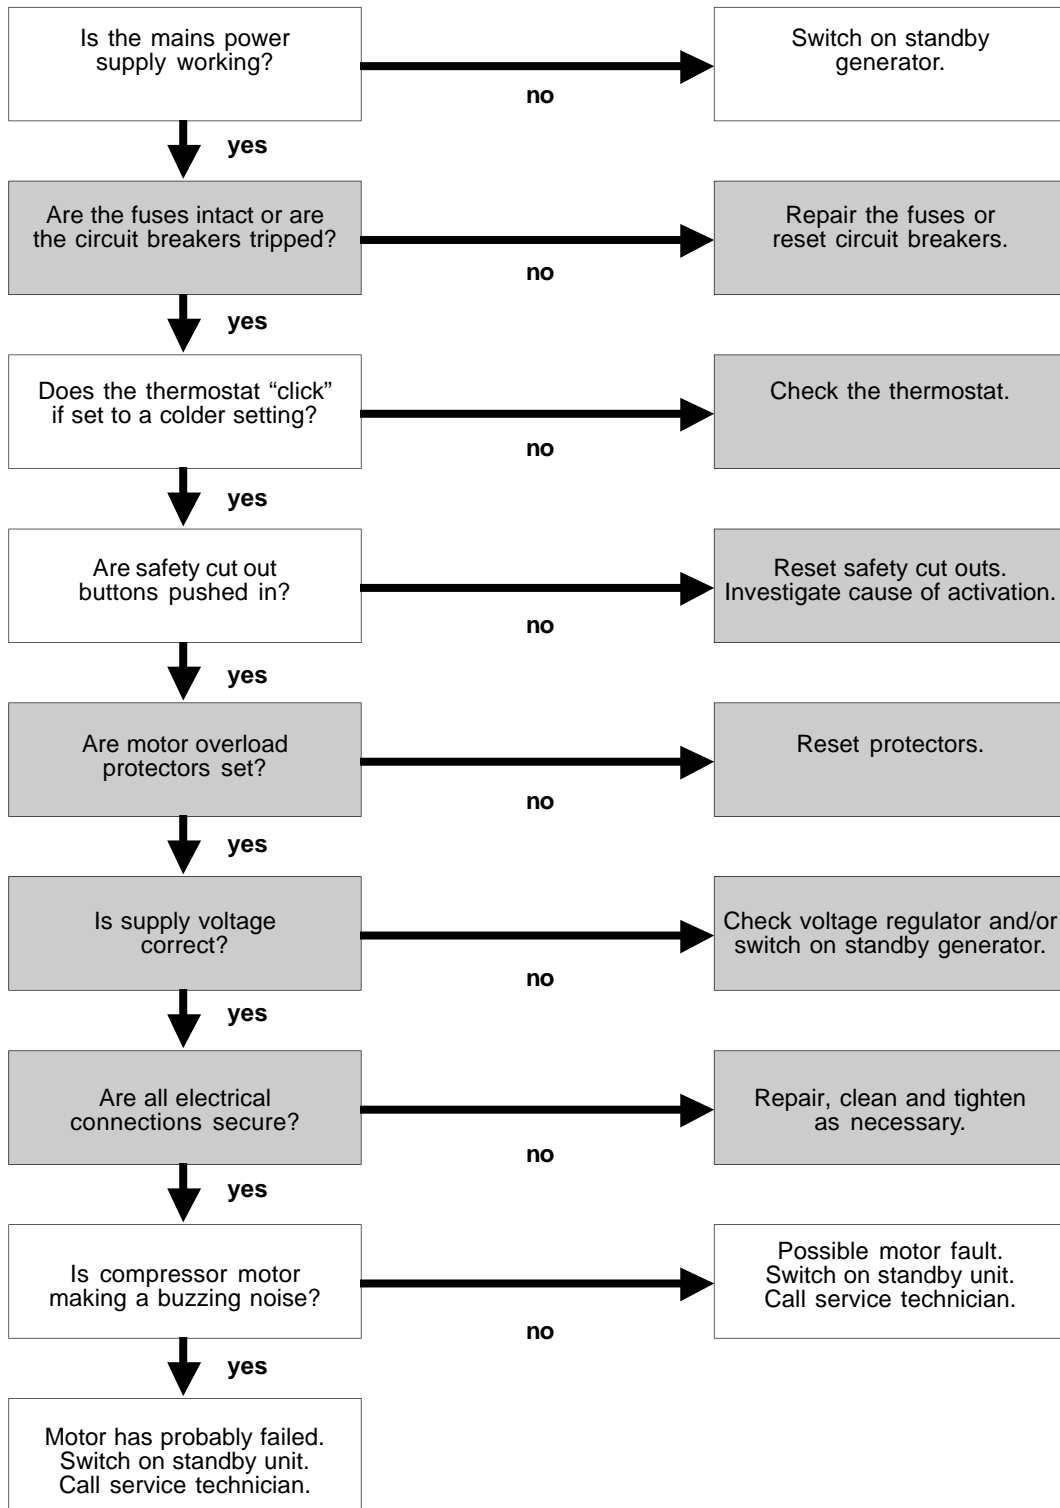 Is the mains power
supply working?
no
Switch on standby
generator.
yes
Are the fuses intact or are
the circuit breakers tripped?
no
Repair the fuses or
reset circuit breakers.
yes
Does the thermostat “click”
if set to a colder setting?
no
Check the thermostat.
yes
Are safety cut out
buttons pushed in?
no
Reset safety cut outs.
Investigate cause of activation.
yes
Are motor overload
protectors set?
no
Reset protectors.
yes
Is supply voltage
correct?
no
Check voltage regulator and/or
switch on standby generator.
yes
Are all electrical
connections secure?
no
Repair, clean and tighten
as necessary.
yes
Is compressor motor
making a buzzing noise?
no
Possible motor fault.
Switch on standby unit.
Call service technician.
yes
Motor has probably failed.
Switch on standby unit.
Call service technician.